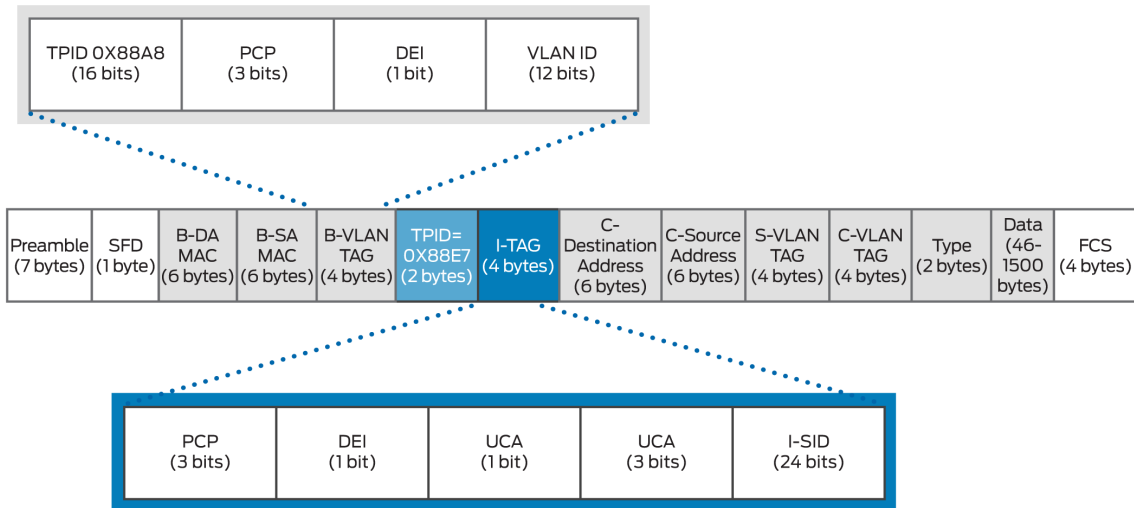 TPID 0X88A8
(16 bits)
PCP
(3 bits)
DEI
(1 bit)
VLAN ID
(12 bits)
Preamble
(7 bytes)
SFD
(1 byte)
B-DA
MAC
(6 bytes)
B-SA
MAC
(6 bytes)
B-VLAN
TAG
(4 bytes)
TPID=
0X88E7
(2 bytes)
I-TAG
(4 bytes)
C-
Destination
Address
(6 bytes)
C-Source
Address
(6 bytes)
S-VLAN
TAG
(4 bytes)
C-VLAN
TAG
(4 bytes)
Type
(2 bytes)
Data
(46-
1500
bytes)
FCS
(4 bytes)
PCP
(3 bits)
DEI
(1 bit)
UCA
(1 bit)
UCA
(3 bits)
I-SID
(24 bits)